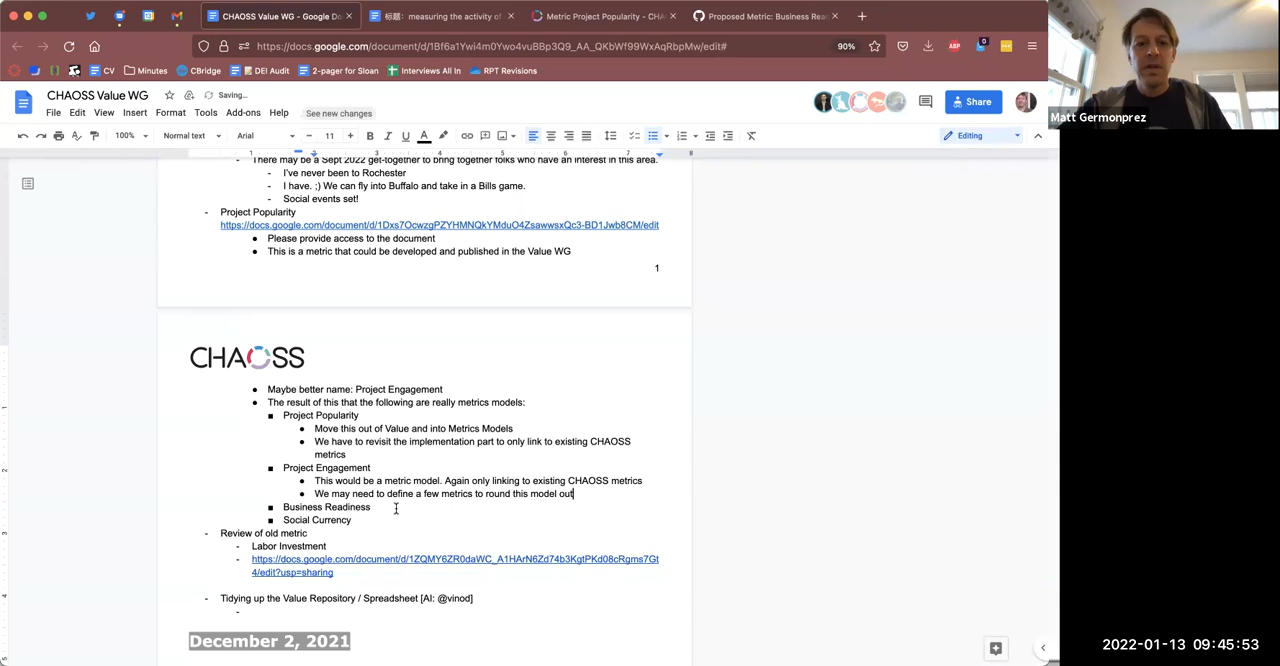 CHAOSS Value WG - Google Do
标题：measuring the activity of
Metric Project Popularity - CHA
Proposed Metric: Business Rea
https://docs.google.com/document/d/1Bf6a1Ywi4m0Ywo4vuBBp3Q9_AA_QKbWf99WxAqRbpMw/edit#
90%
ABP
0
CV
Minutes
CBridge
DEI Audit
2-pager for Sloan
Interviews All In
RPT Revisions
CHAOSS Value WG
Saving...
File Edit View Insert Format Tools Add-ons Help See new changes
Share
100% Normal text Arial 11 B I U A Editing
1 1 2 3 4 5 6 7 8
- There may be a Sept 2022 get-together to bring together folks who have an interest in this area.
- I've never been to Rochester
- I have. ;) We can fly into Buffalo and take in a Bills game.
- Social events set!
- Project Popularity
https://docs.google.com/document/d/1Dxs7OcwzgPZYHMNQkYMduO4ZsawwsxQc3-BD1Jwb8CM/edit
● Please provide access to the document
● This is a metric that could be developed and published in the Value WG
1
CHAOSS
● Maybe better name: Project Engagement
● The result of this that the following are really metrics models:
■ Project Popularity
● Move this out of Value and into Metrics Models
● We have to revisit the implementation part to only link to existing CHAOSS
metrics
■ Project Engagement
● This would be a metric model. Again only linking to existing CHAOSS metrics
● We may need to define a few metrics to round this model out
■ Business Readiness
■ Social Currency
- Review of old metric
- Labor Investment
- https://docs.google.com/document/d/1ZQMY6ZR0daWC_A1HArN6Zd74b3KgtPKd08cRgms7Gt
4/edit?usp=sharing
- Tidying up the Value Repository / Spreadsheet [AI: @vinod]
-
December 2, 2021
Matt Germonprez
2022-01-13 09:45:53